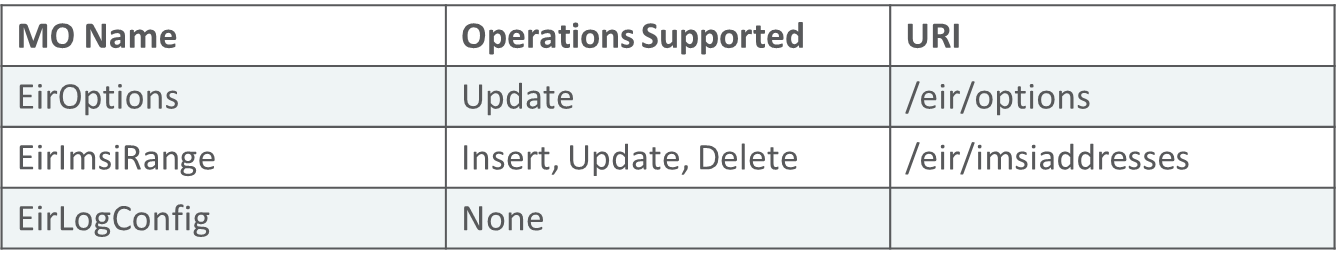 MO Name Operations Supported URI
EirOptions Update /eir/options
EirImsiRange Insert, Update, Delete /eir/imsiaddresses
EirLogConfig None